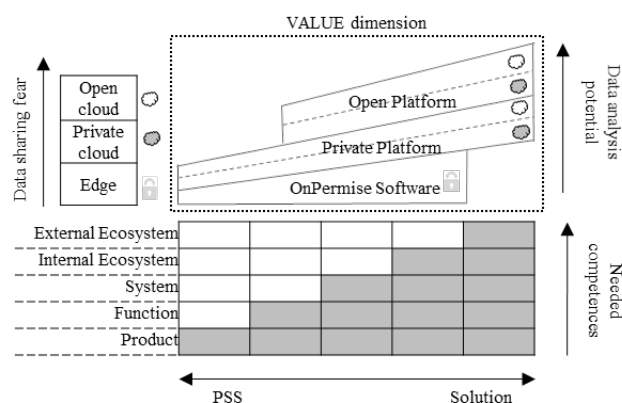 VALUE dimension
Data sharing fear
Open
cloud
Private
cloud
Edge
Open Platform
Private Platform
OnPermise Software
Data analysis
potential
External Ecosystem
Internal Ecosystem
System
Function
Product
Needed
competences
PSS
Solution